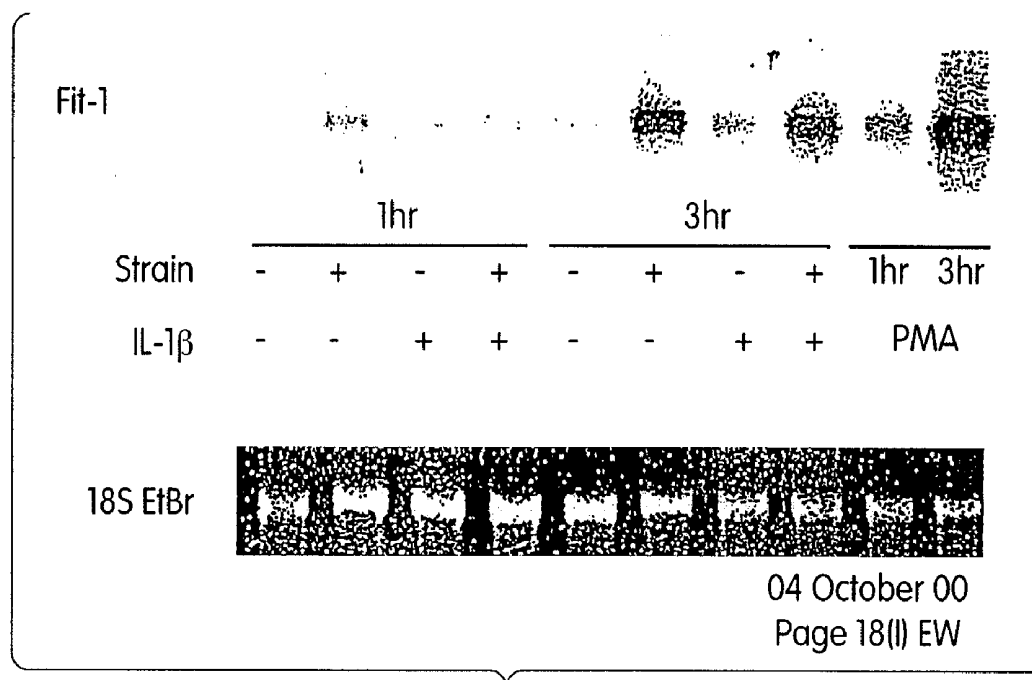 Fit-1
1hr 3hr
Strain - + - + - + - + 1hr 3hr
IL-1β - - + + - - + + PMA
18S EtBr
04 October 00
Page 18(I) EW